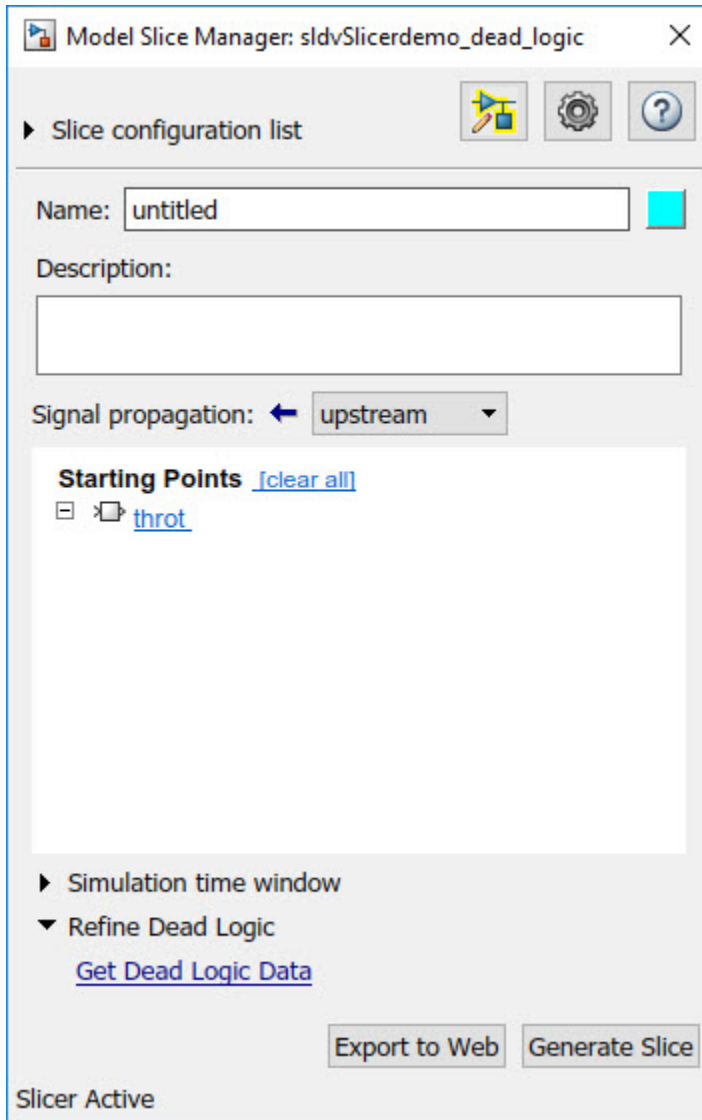 Model Slice Manager: sldvSlicerdemo_dead_logic
Slice configuration list
Name: untitled
Description:
Signal propagation: upstream
Starting Points [clear all]
throt
Simulation time window
Refine Dead Logic
Get Dead Logic Data
Export to Web Generate Slice
Slicer Active